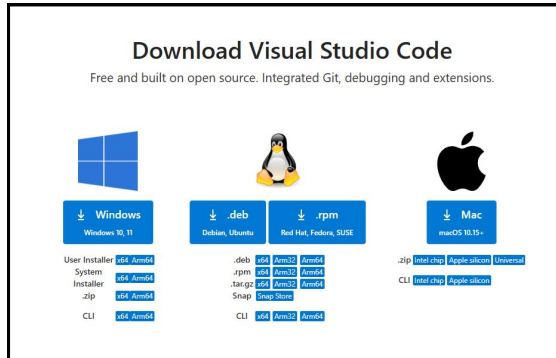 Download Visual Studio Code
Free and built on open source. Integrated Git, debugging and extensions.
Windows
Windows 10, 11
User Installer x64 Arm64
System Installer x64 Arm64
.zip x64 Arm64
CLI x64 Arm64
.deb
Debian, Ubuntu
.rpm
Red Hat, Fedora, SUSE
.deb x64 Arm32 Arm64
.rpm x64 Arm32 Arm64
.tar.gz x64 Arm32 Arm64
Snap Snap Store
CLI x64 Arm32 Arm64
Mac
macOS 10.15+
.zip Intel chip Apple silicon Universal
CLI Intel chip Apple silicon